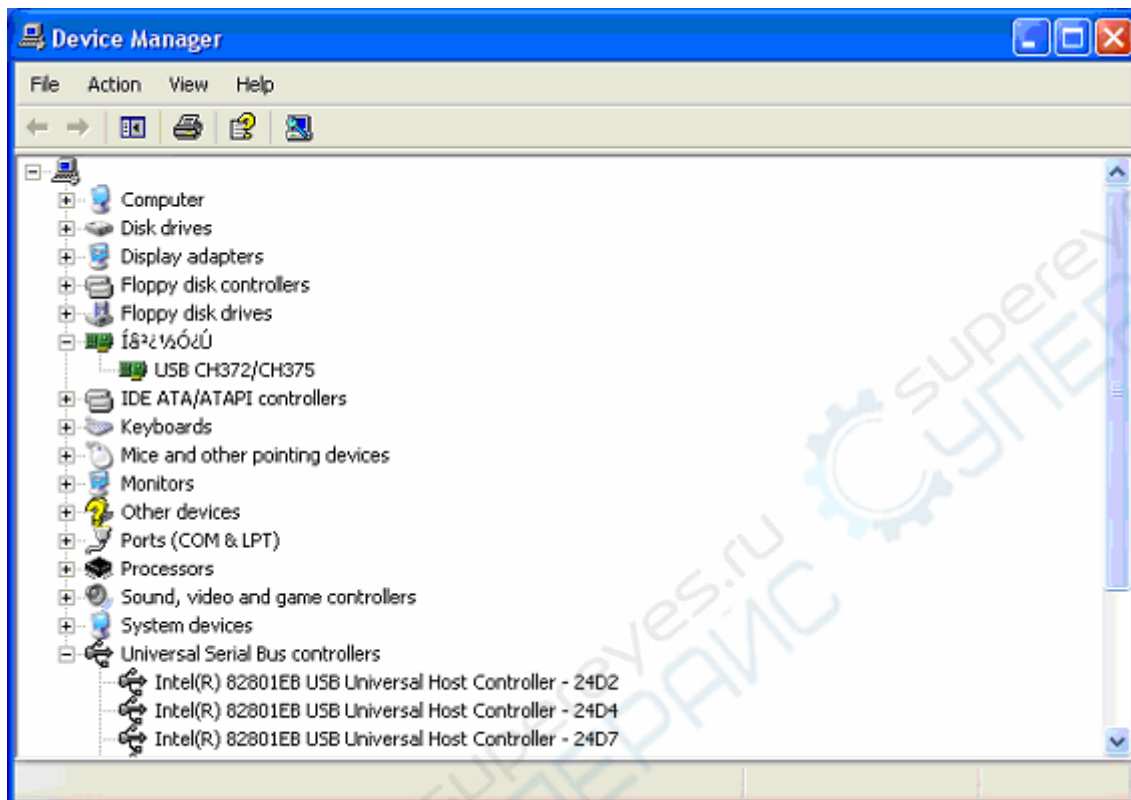 Device Manager
File Action View Help
Computer
Disk drives
Display adapters
Floppy disk controllers
Floppy disk drives
Í⧲¿½Ó¿Ú
USB CH372/CH375
IDE ATA/ATAPI controllers
Keyboards
Mice and other pointing devices
Monitors
Other devices
Ports (COM & LPT)
Processors
Sound, video and game controllers
System devices
Universal Serial Bus controllers
Intel(R) 82801EB USB Universal Host Controller - 24D2
Intel(R) 82801EB USB Universal Host Controller - 24D4
Intel(R) 82801EB USB Universal Host Controller - 24D7
supereyes.ru
СУПЕРАЙС